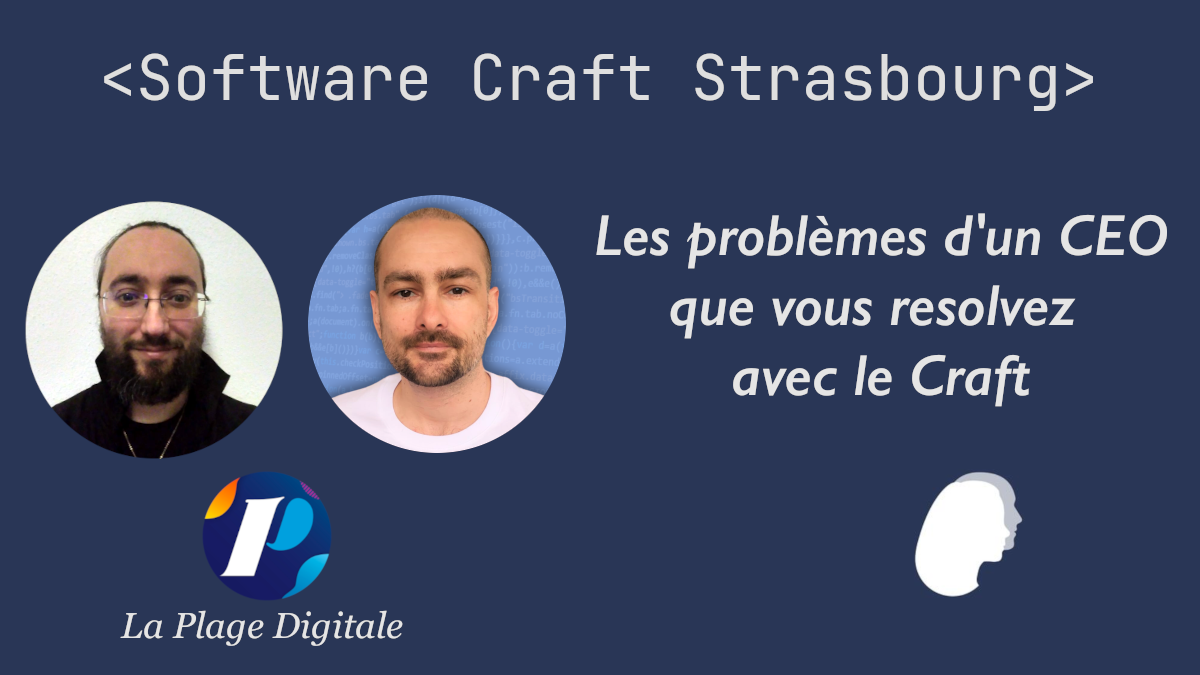 <Software Craft Strasbourg>
Les problèmes d'un CEO
que vous resolvez
avec le Craft
P
La Plage Digitale